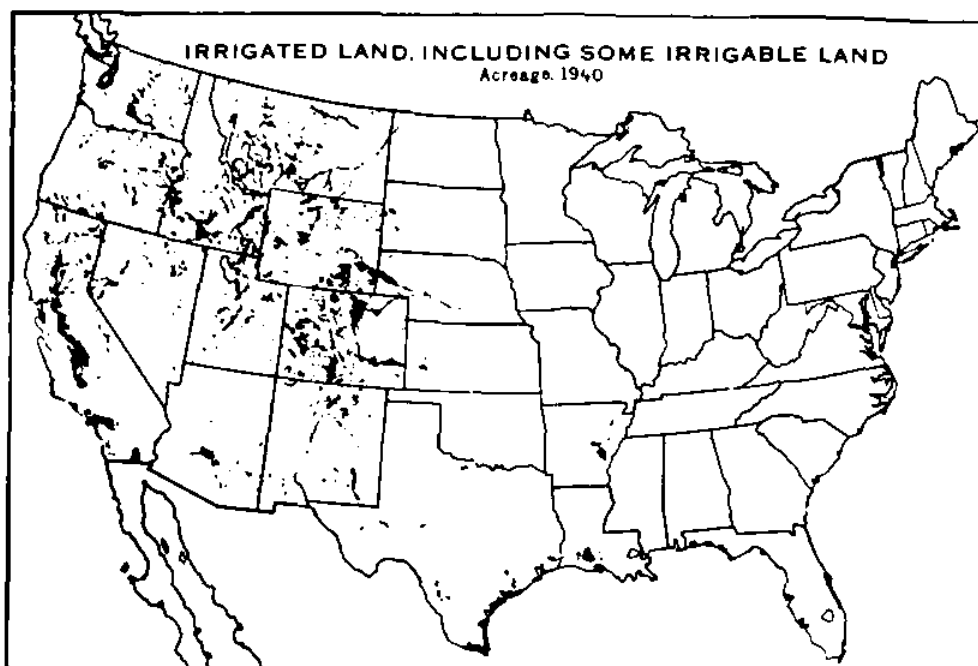 IRRIGATED LAND, INCLUDING SOME IRRIGABLE LAND
Acreage, 1940